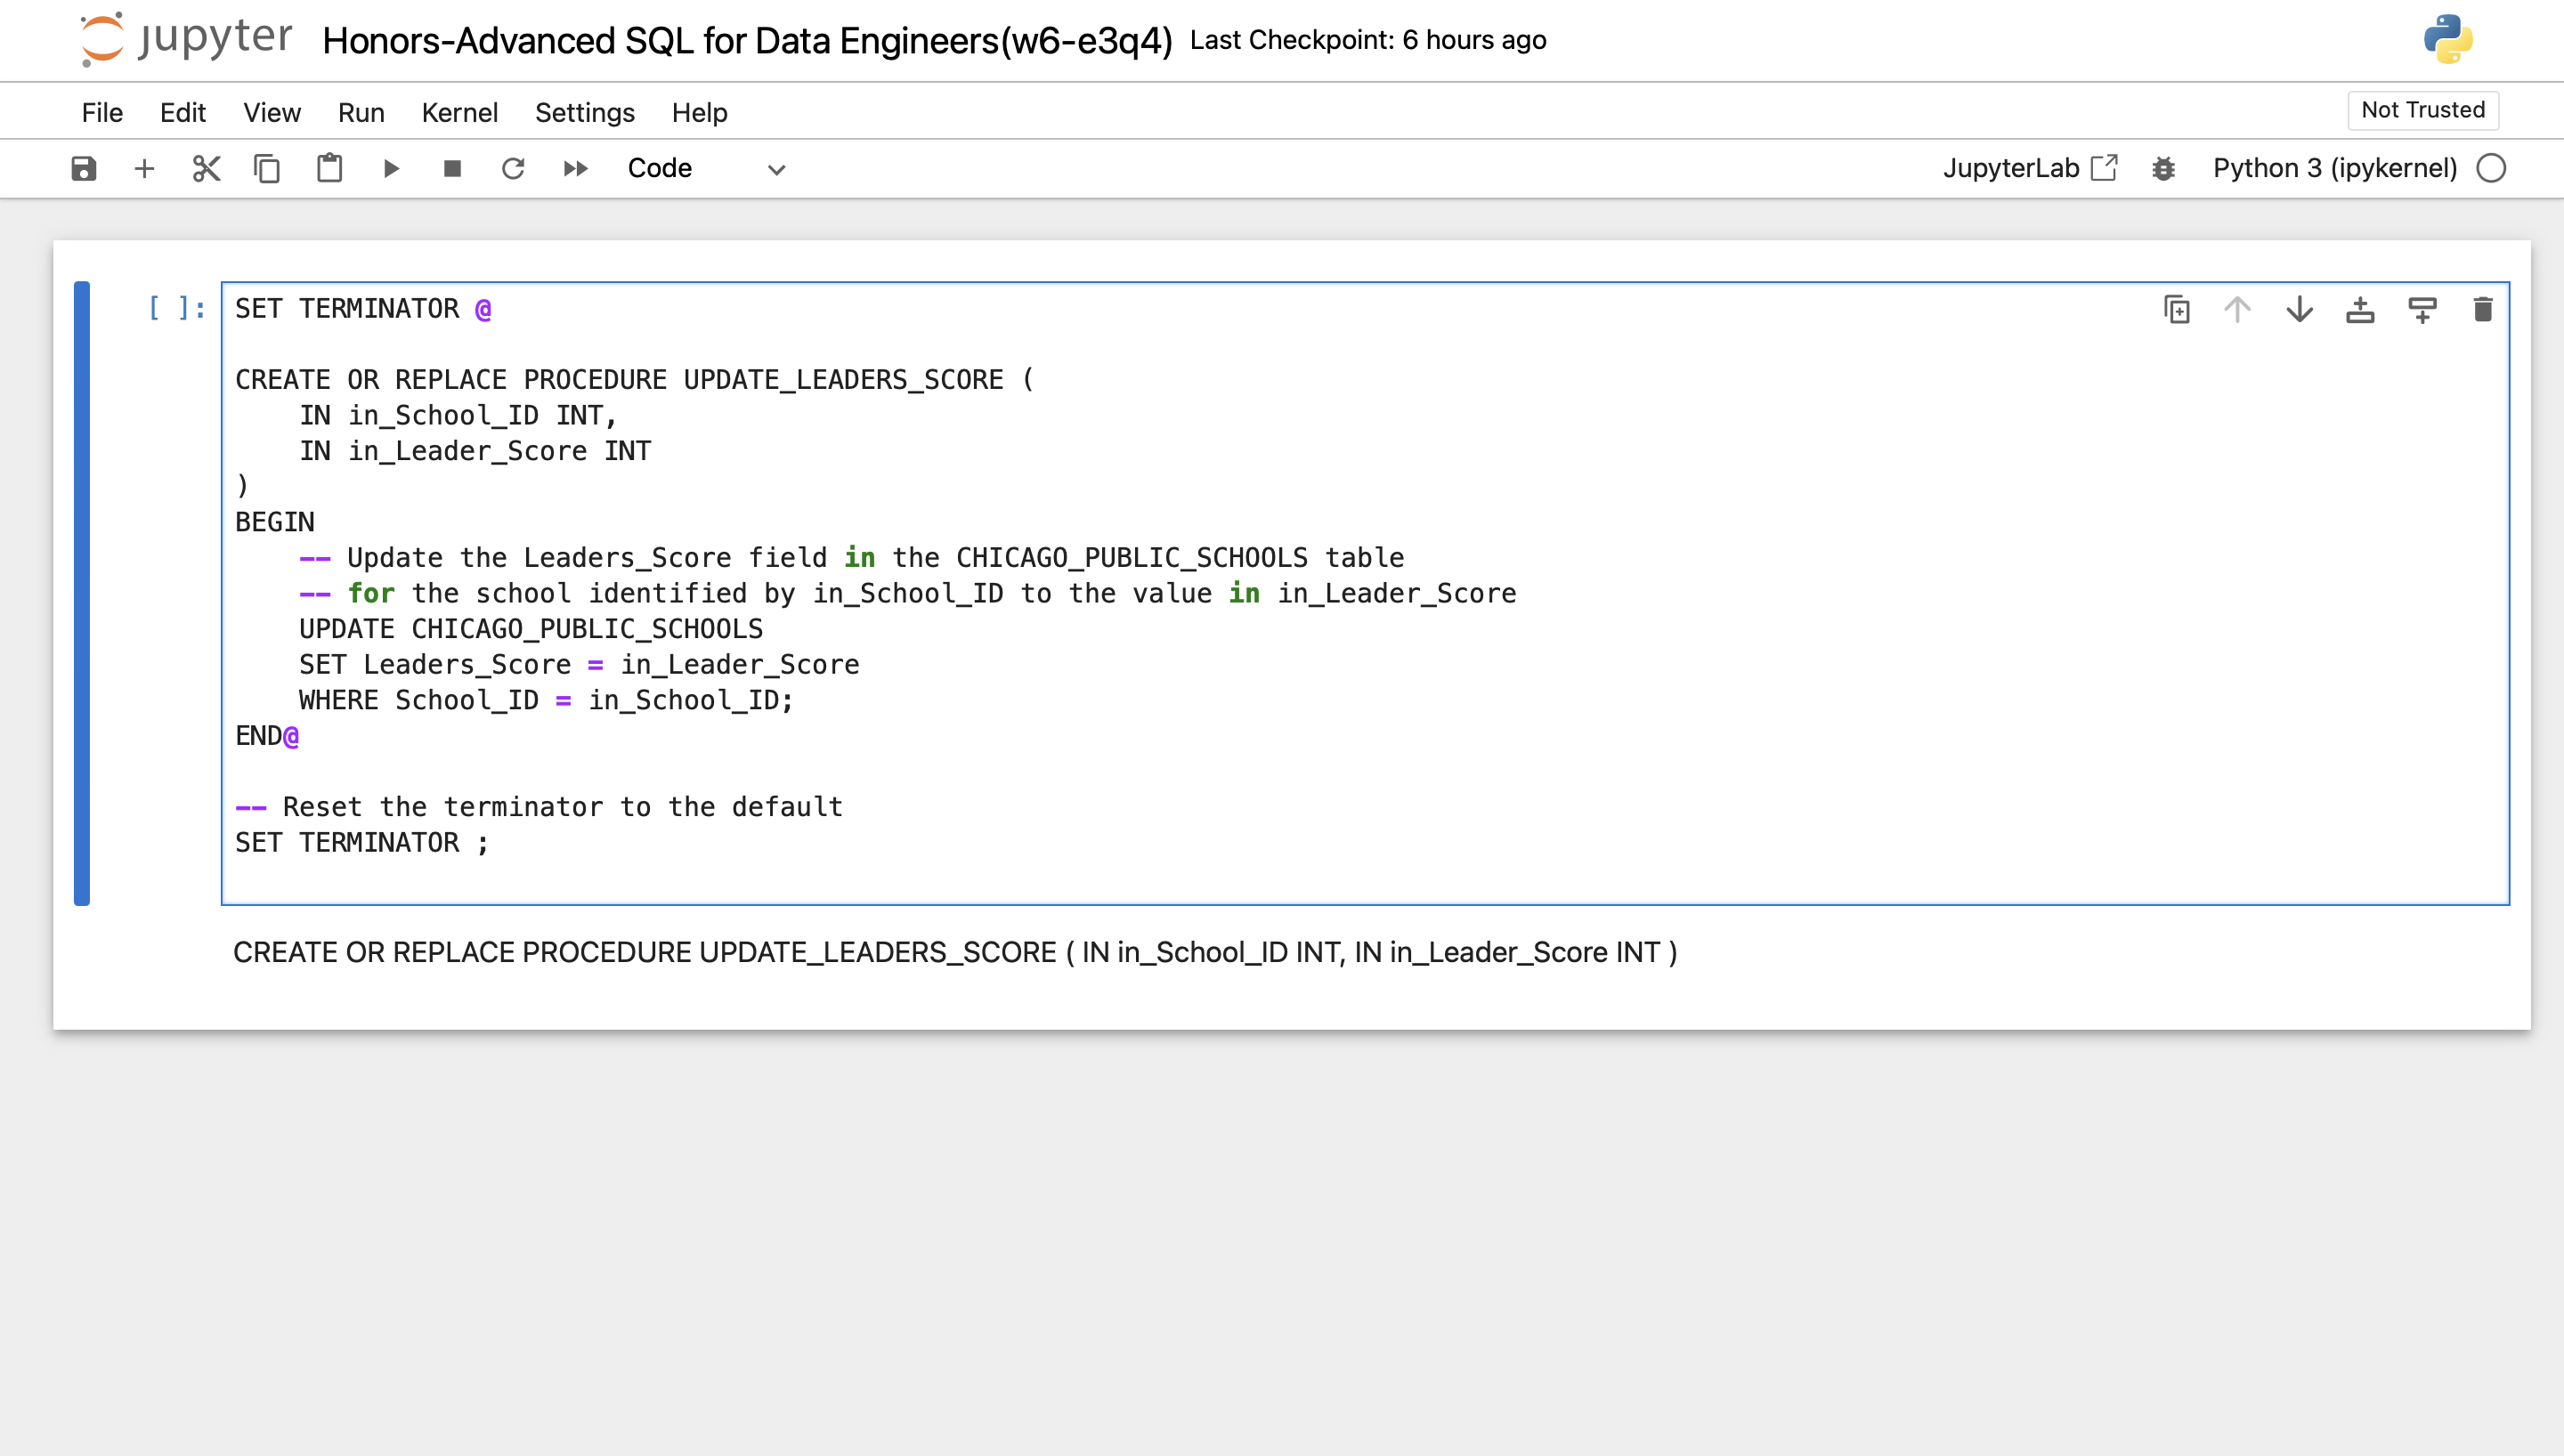 jupyter Honors-Advanced SQL for Data Engineers(w6-e3q4) Last Checkpoint: 6 hours ago
File Edit View Run Kernel Settings Help Not Trusted
Code JupyterLab Python 3 (ipykernel)
[ ]: SET TERMINATOR @
CREATE OR REPLACE PROCEDURE UPDATE_LEADERS_SCORE (
    IN in_School_ID INT,
    IN in_Leader_Score INT
)
BEGIN
    -- Update the Leaders_Score field in the CHICAGO_PUBLIC_SCHOOLS table
    -- for the school identified by in_School_ID to the value in in_Leader_Score
    UPDATE CHICAGO_PUBLIC_SCHOOLS
    SET Leaders_Score = in_Leader_Score
    WHERE School_ID = in_School_ID;
END@
-- Reset the terminator to the default
SET TERMINATOR ;
CREATE OR REPLACE PROCEDURE UPDATE_LEADERS_SCORE ( IN in_School_ID INT, IN in_Leader_Score INT )